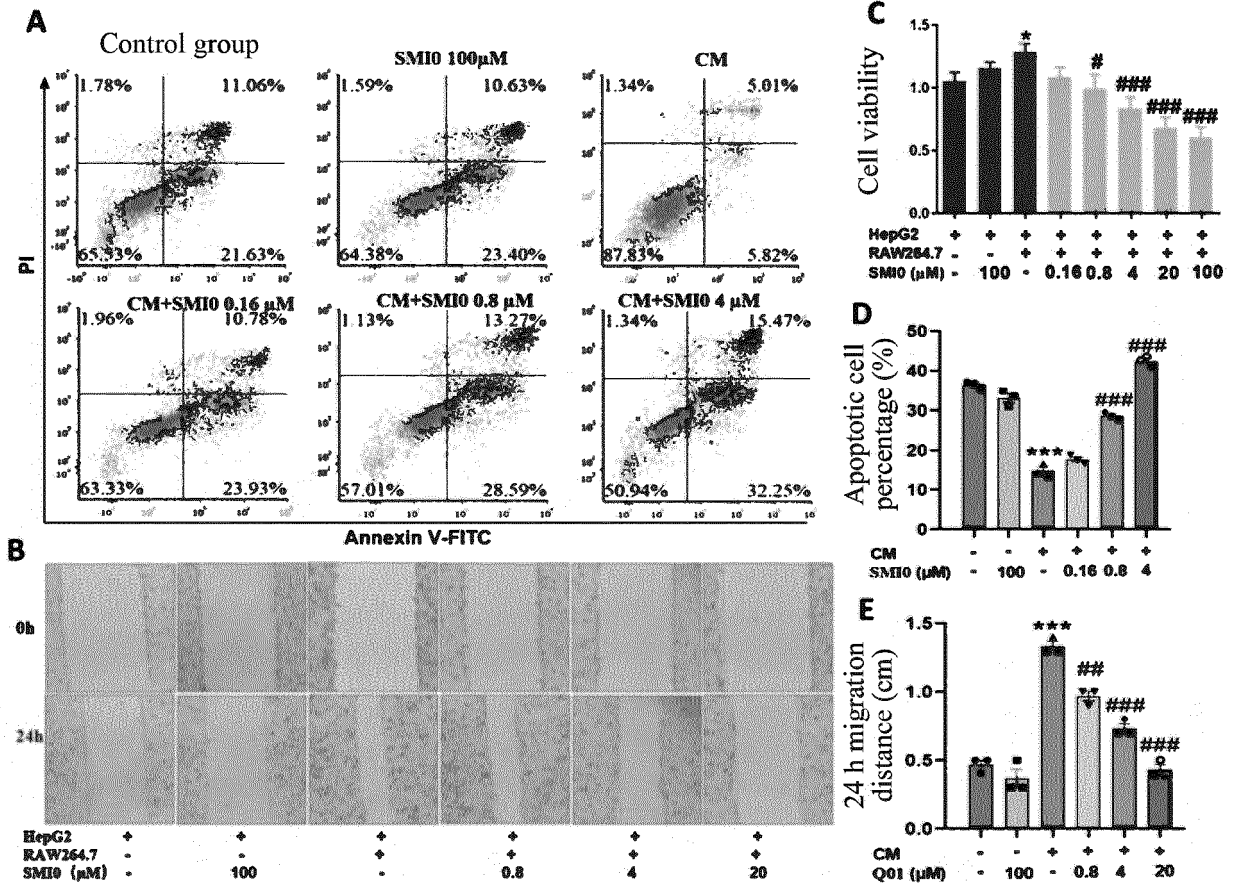 A
Control group
SMI0 100μM
CM
1.78%
11.06%
1.59%
10.63%
1.34%
5.01%
65.53%
21.63%
64.38%
23.40%
87.83%
5.82%
PI
CM+SMI0 0.16 μM
CM+SMI0 0.8 μM
CM+SMI0 4 μM
1.96%
10.78%
1.13%
13.27%
1.34%
15.47%
63.33%
23.93%
57.01%
28.59%
50.94%
32.25%
Annexin V-FITC
B
0h
24h
HepG2 + + + + + +
RAW264.7 - - + + + +
SMI0 (μM) - 100 - 0.8 4 20
C
Cell viability
1.5
1.0
0.5
0.0
*
#
###
###
###
HepG2 + + + + + + + +
RAW264.7 - - + + + + + +
SMI0 (μM) - 100 - 0.16 0.8 4 20 100
D
Apoptotic cell
percentage (%)
50
40
30
20
10
0
***
###
###
CM - - + + + +
SMI0 (μM) - 100 - 0.16 0.8 4
E
24 h migration
distance (cm)
1.5
1.0
0.5
0.0
***
##
###
###
CM - - + + + +
Q01 (μM) - 100 - 0.8 4 20